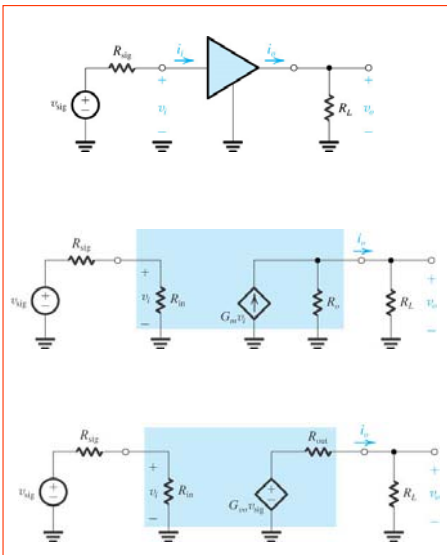 R_sig i_i i_o
v_sig + − + v_i − R_L + v_o −
R_sig i_o
v_sig + − + v_i − R_in G_m v_i R_o R_L + v_o −
R_sig R_out i_o
v_sig + − + v_i − R_in + − G_vo v_sig R_L + v_o −